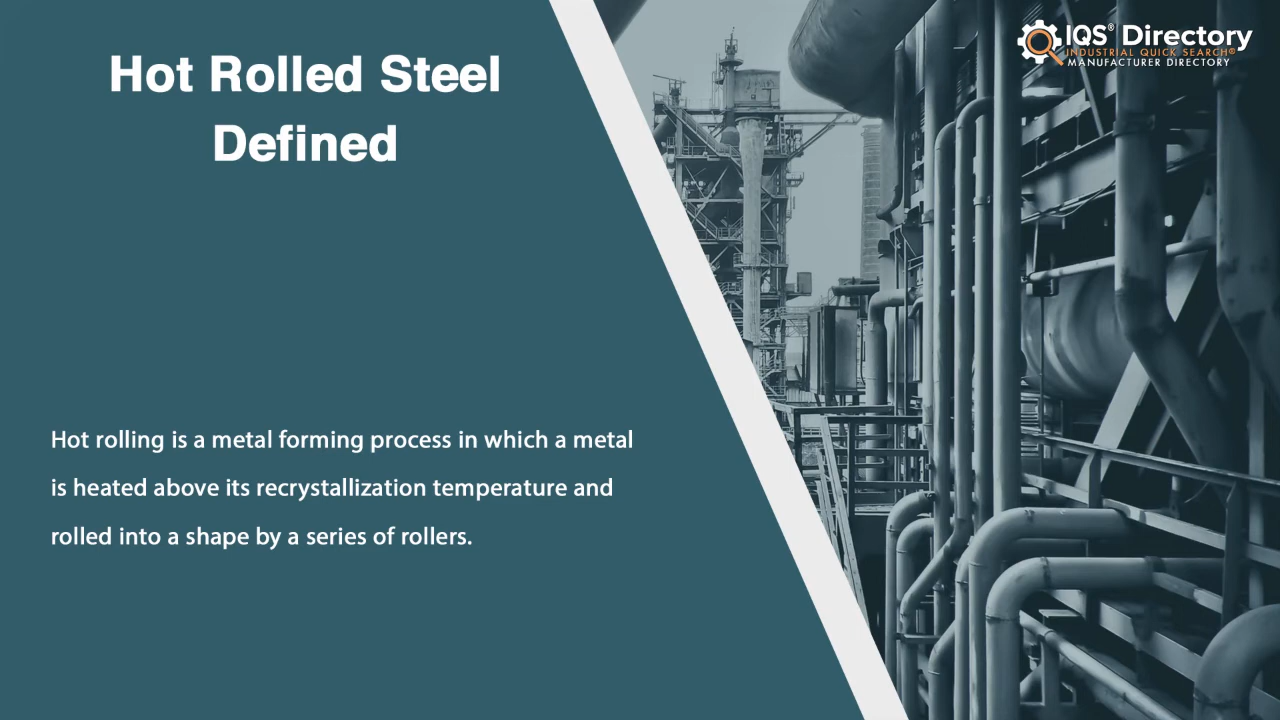 Hot Rolled Steel
Defined
IQS® Directory
INDUSTRIAL QUICK SEARCH®
MANUFACTURER DIRECTORY
Hot rolling is a metal forming process in which a metal
is heated above its recrystallization temperature and
rolled into a shape by a series of rollers.